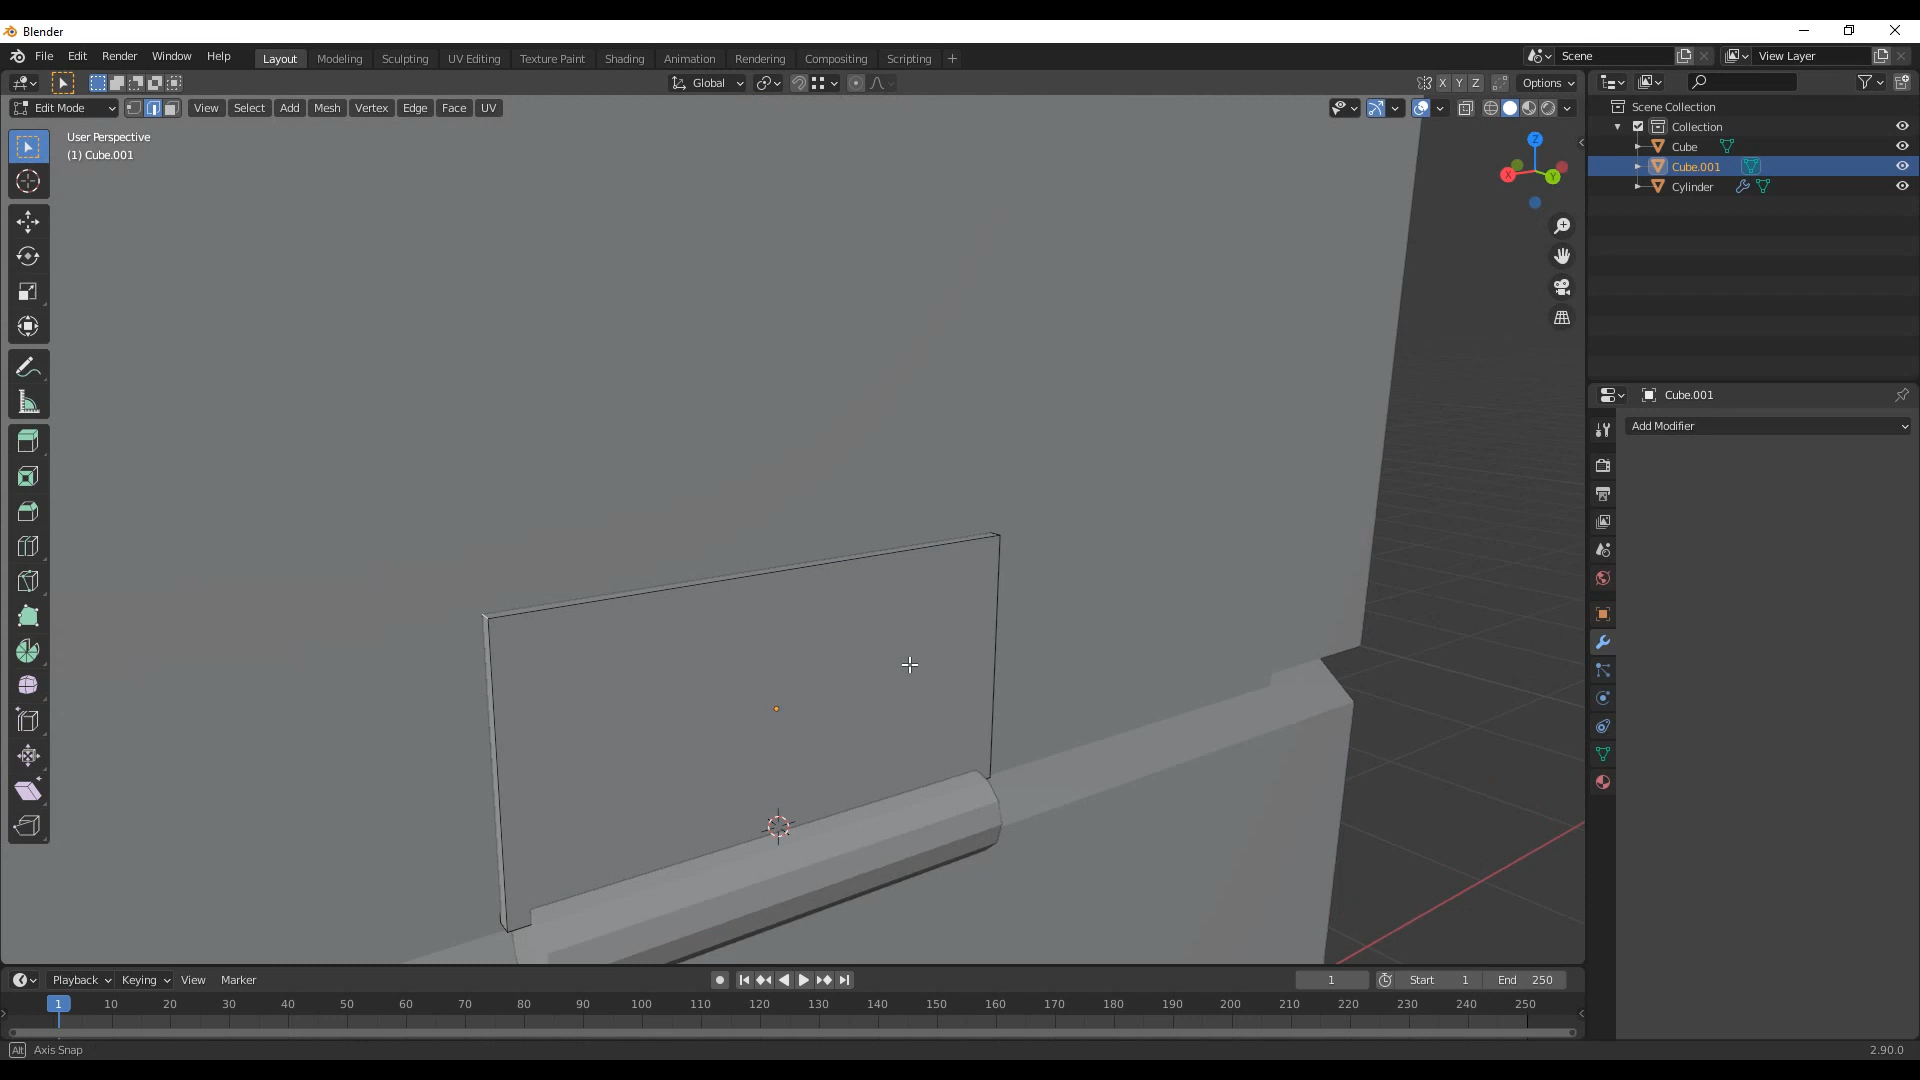 Blender
File Edit Render Window Help Layout Modeling Sculpting UV Editing Texture Paint Shading Animation Rendering Compositing Scripting + Scene View Layer
Global X Y Z Options
Edit Mode View Select Add Mesh Vertex Edge Face UV
User Perspective
(1) Cube.001
Z
X
Y
Scene Collection
Collection
Cube
Cube.001
Cylinder
Cube.001
Add Modifier
Playback Keying View Marker 1 Start 1 End 250
1 10 20 30 40 50 60 70 80 90 100 110 120 130 140 150 160 170 180 190 200 210 220 230 240 250
Alt Axis Snap 2.90.0